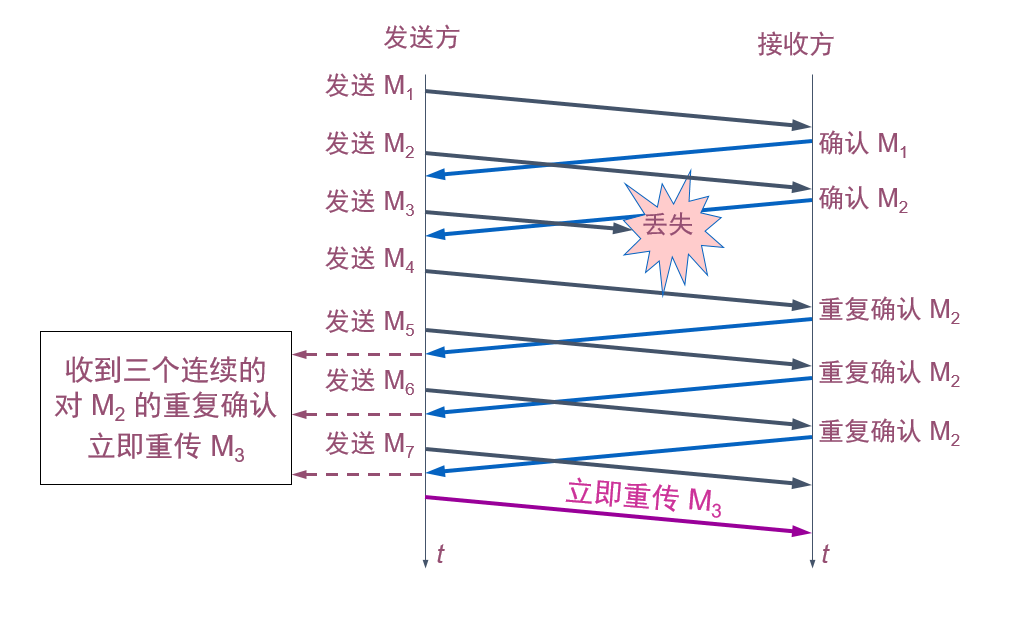 发送方
接收方
发送 M1
确认 M1
发送 M2
确认 M2
发送 M3
丢失
发送 M4
重复确认 M2
发送 M5
收到三个连续的
对 M2 的重复确认
立即重传 M3
重复确认 M2
发送 M6
重复确认 M2
发送 M7
立即重传 M3
t
t